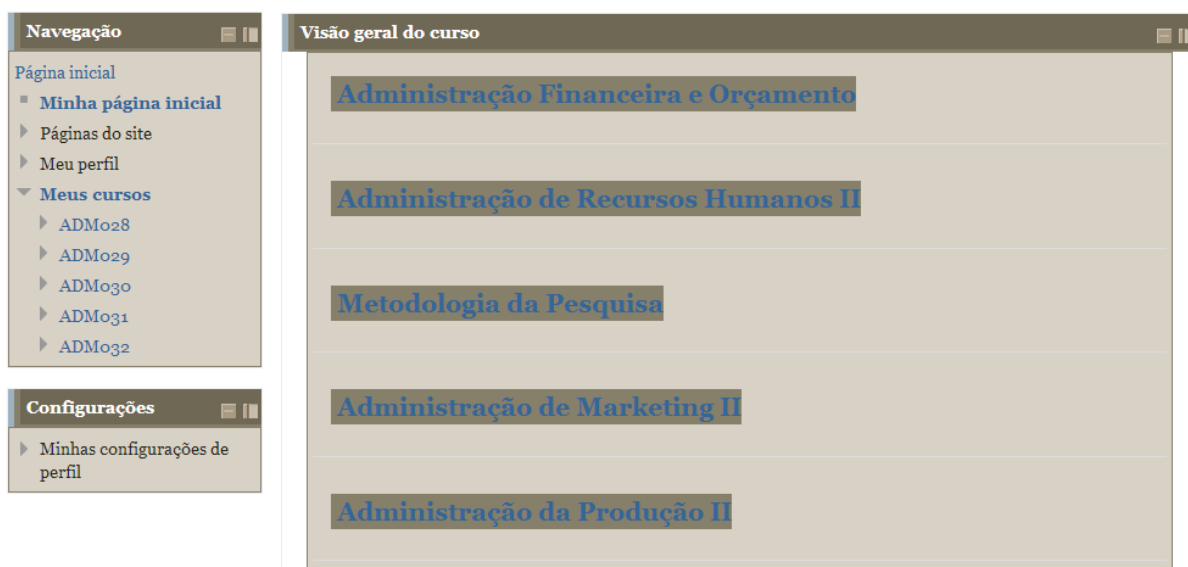 Navegação
Página inicial
Minha página inicial
Páginas do site
Meu perfil
Meus cursos
ADM028
ADM029
ADM030
ADM031
ADM032
Configurações
Minhas configurações de
perfil
Visão geral do curso
Administração Financeira e Orçamento
Administração de Recursos Humanos II
Metodologia da Pesquisa
Administração de Marketing II
Administração da Produção II